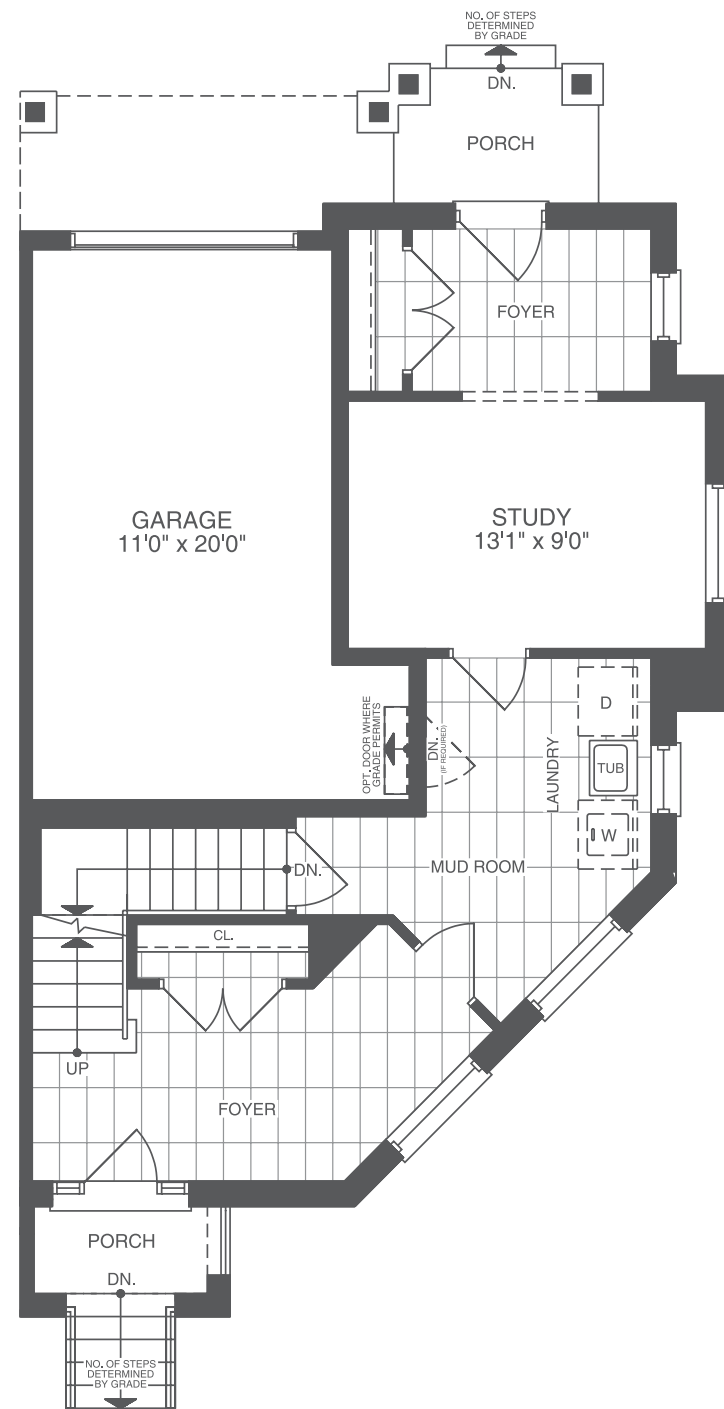 NO. OF STEPS
DETERMINED
BY GRADE
DN.
PORCH
FOYER
GARAGE
11'0" x 20'0"
STUDY
13'1" x 9'0"
OPT. DOOR WHERE
GRADE PERMITS
DN.
(IF REQUIRED)
LAUNDRY
D
TUB
W
MUD ROOM
DN.
CL.
UP
FOYER
PORCH
DN.
NO. OF STEPS
DETERMINED
BY GRADE